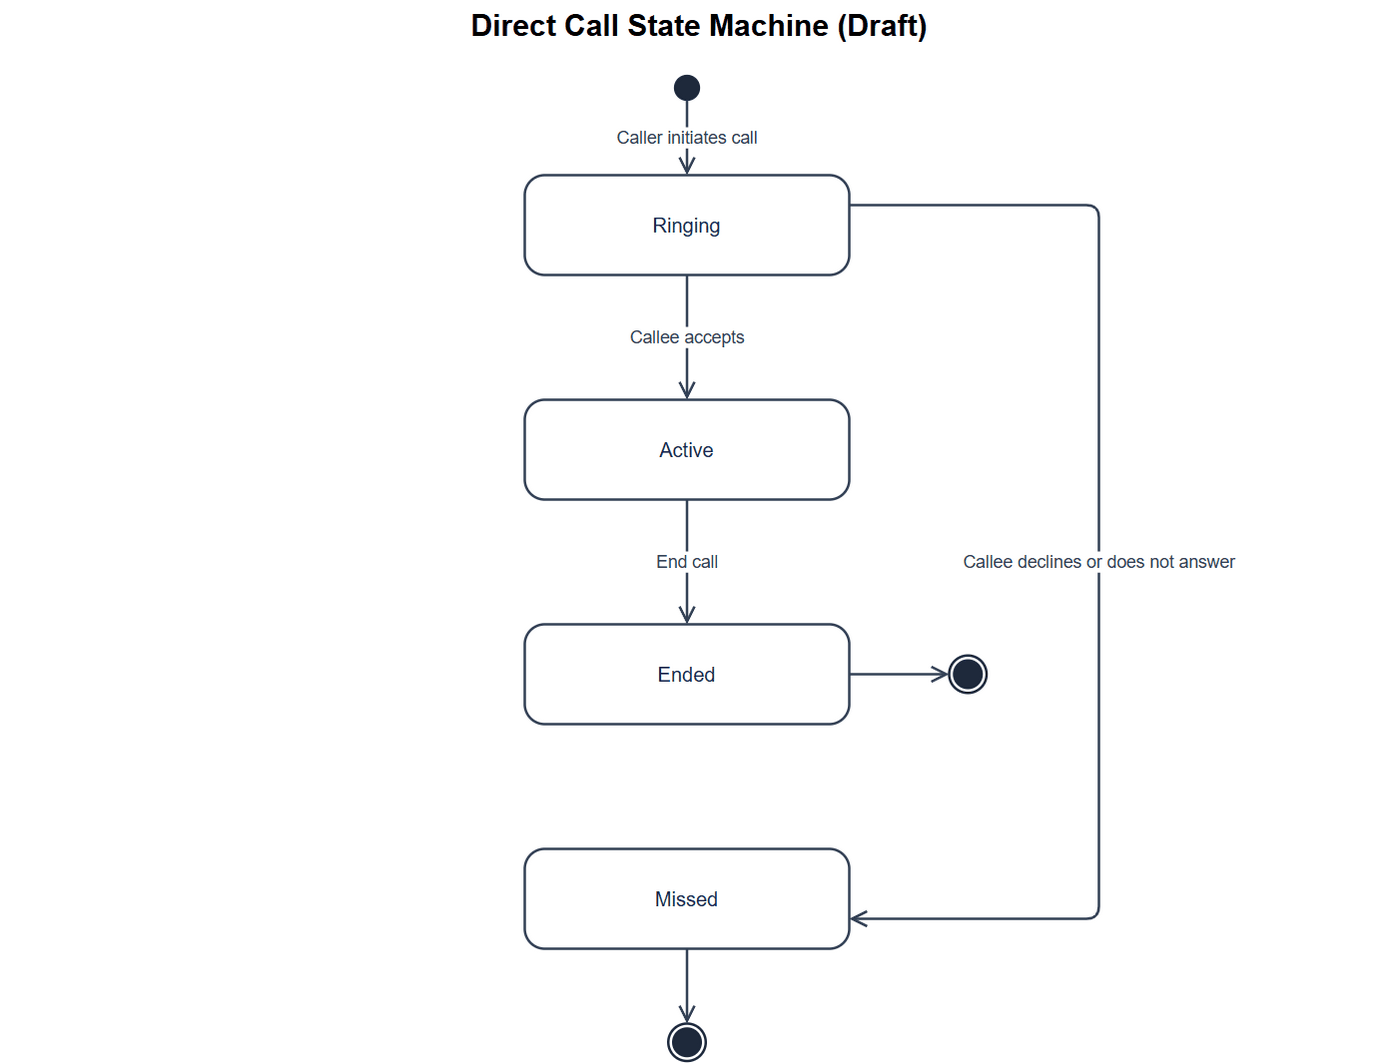 Direct Call State Machine (Draft)
Caller initiates call
Ringing
Callee accepts
Active
End call
Callee declines or does not answer
Ended
Missed